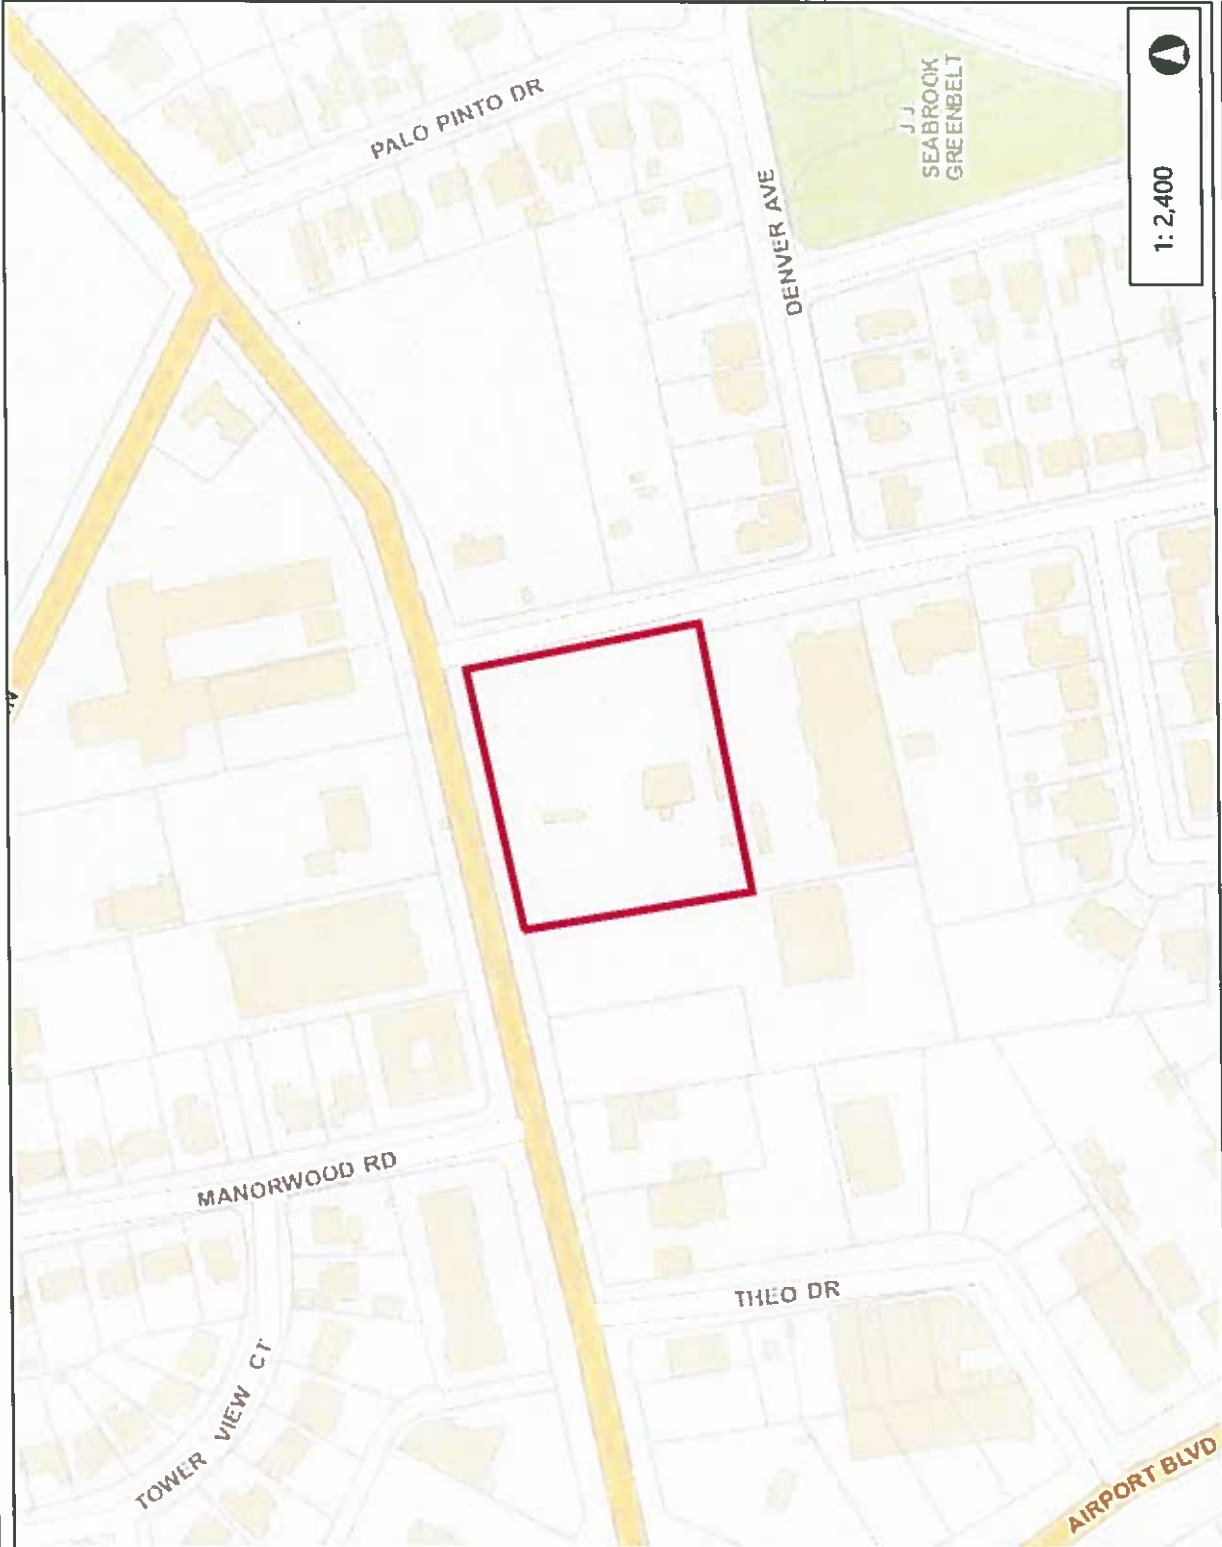 PALO PINTO DR
J J
SEABROOK
GREENBELT
1: 2,400
DENVER AVE
MANORWOOD RD
THEO DR
TOWER VIEW CT
AIRPORT BLVD